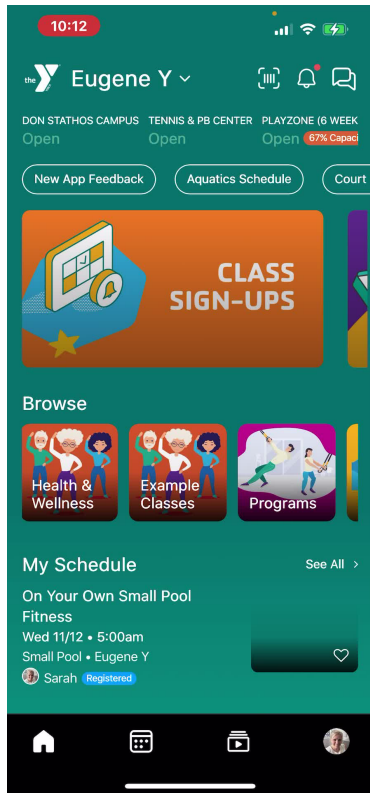 10:12
the Y Eugene Y
DON STATHOS CAMPUS TENNIS & PB CENTER PLAYZONE (6 WEEK
Open Open Open 67% Capaci
New App Feedback Aquatics Schedule Court
CLASS
SIGN-UPS
Browse
Health &
Wellness
Example
Classes
Programs
My Schedule See All
On Your Own Small Pool
Fitness
Wed 11/12 • 5:00am
Small Pool • Eugene Y
Sarah Registered